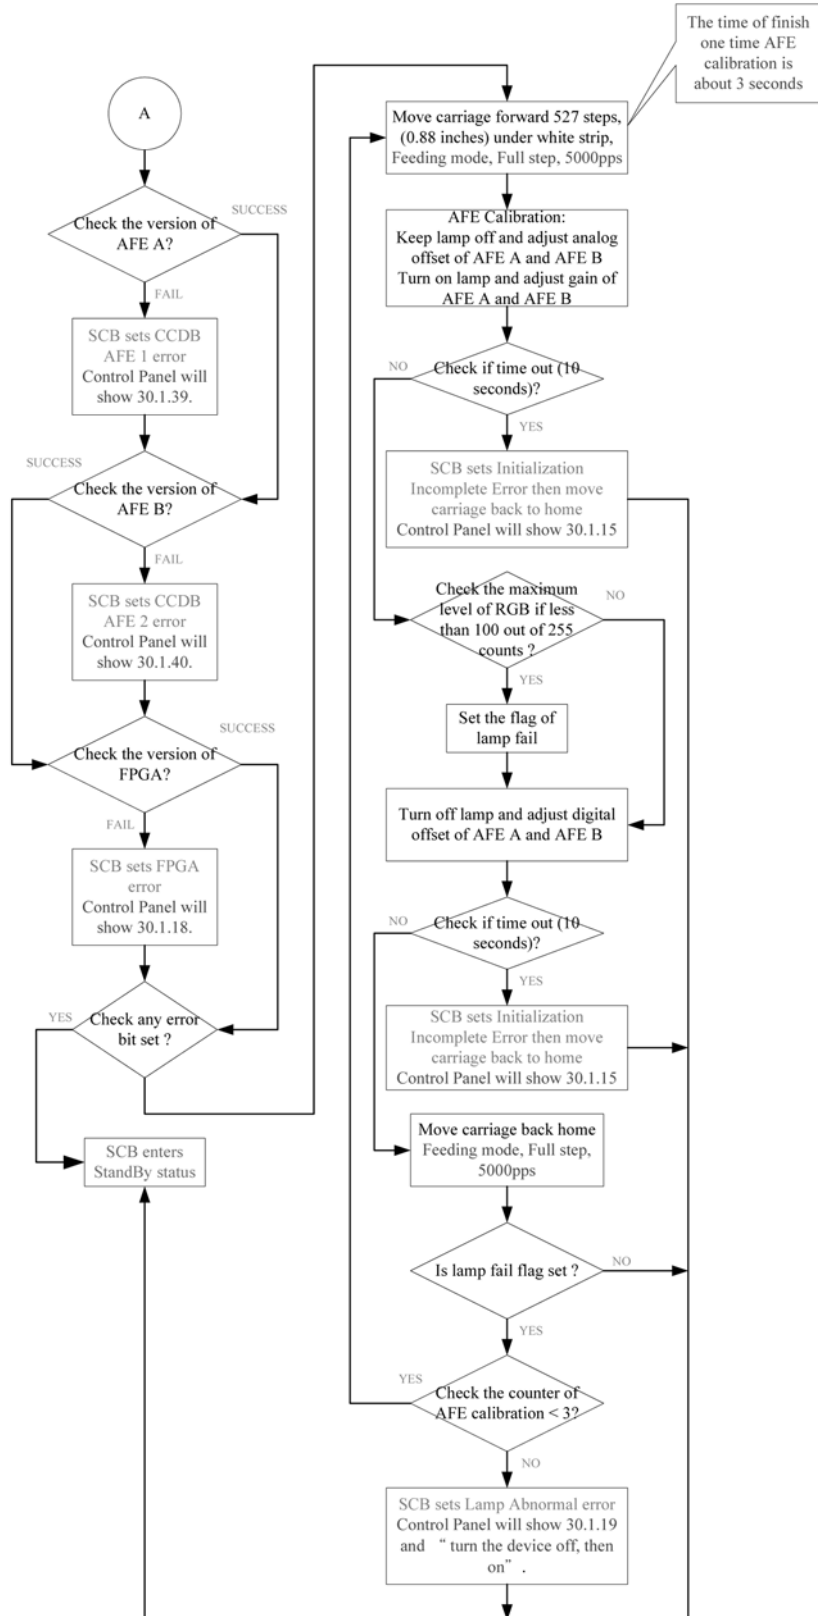 The time of finish
one time AFE
calibration is
about 3 seconds
A
Check the version of
AFE A?
SUCCESS
FAIL
SCB sets CCDB
AFE 1 error
Control Panel will
show 30.1.39.
SUCCESS
Check the version of
AFE B?
FAIL
SCB sets CCDB
AFE 2 error
Control Panel will
show 30.1.40.
SUCCESS
Check the version of
FPGA?
FAIL
SCB sets FPGA
error
Control Panel will
show 30.1.18.
YES
Check any error
bit set ?
SCB enters
StandBy status
Move carriage forward 527 steps,
(0.88 inches) under white strip,
Feeding mode, Full step, 5000pps
AFE Calibration:
Keep lamp off and adjust analog
offset of AFE A and AFE B
Turn on lamp and adjust gain of
AFE A and AFE B
NO
Check if time out (10
seconds)?
YES
SCB sets Initialization
Incomplete Error then move
carriage back to home
Control Panel will show 30.1.15
Check the maximum
level of RGB if less
than 100 out of 255
counts ?
NO
YES
Set the flag of
lamp fail
Turn off lamp and adjust digital
offset of AFE A and AFE B
NO
Check if time out (10
seconds)?
YES
SCB sets Initialization
Incomplete Error then move
carriage back to home
Control Panel will show 30.1.15
Move carriage back home
Feeding mode, Full step,
5000pps
Is lamp fail flag set ?
NO
YES
YES
Check the counter of
AFE calibration < 3?
NO
SCB sets Lamp Abnormal error
Control Panel will show 30.1.19
and “ turn the device off, then
on” .